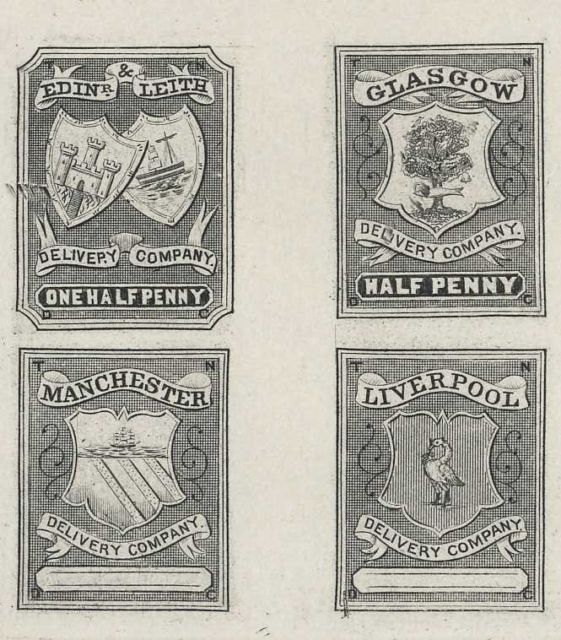 T N
EDINR. & LEITH
DELIVERY COMPANY.
ONE HALF PENNY
D C
T N
GLASGOW
DELIVERY COMPANY.
HALF PENNY
D C
T N
MANCHESTER
DELIVERY COMPANY.
D C
T N
LIVERPOOL
DELIVERY COMPANY.
D C